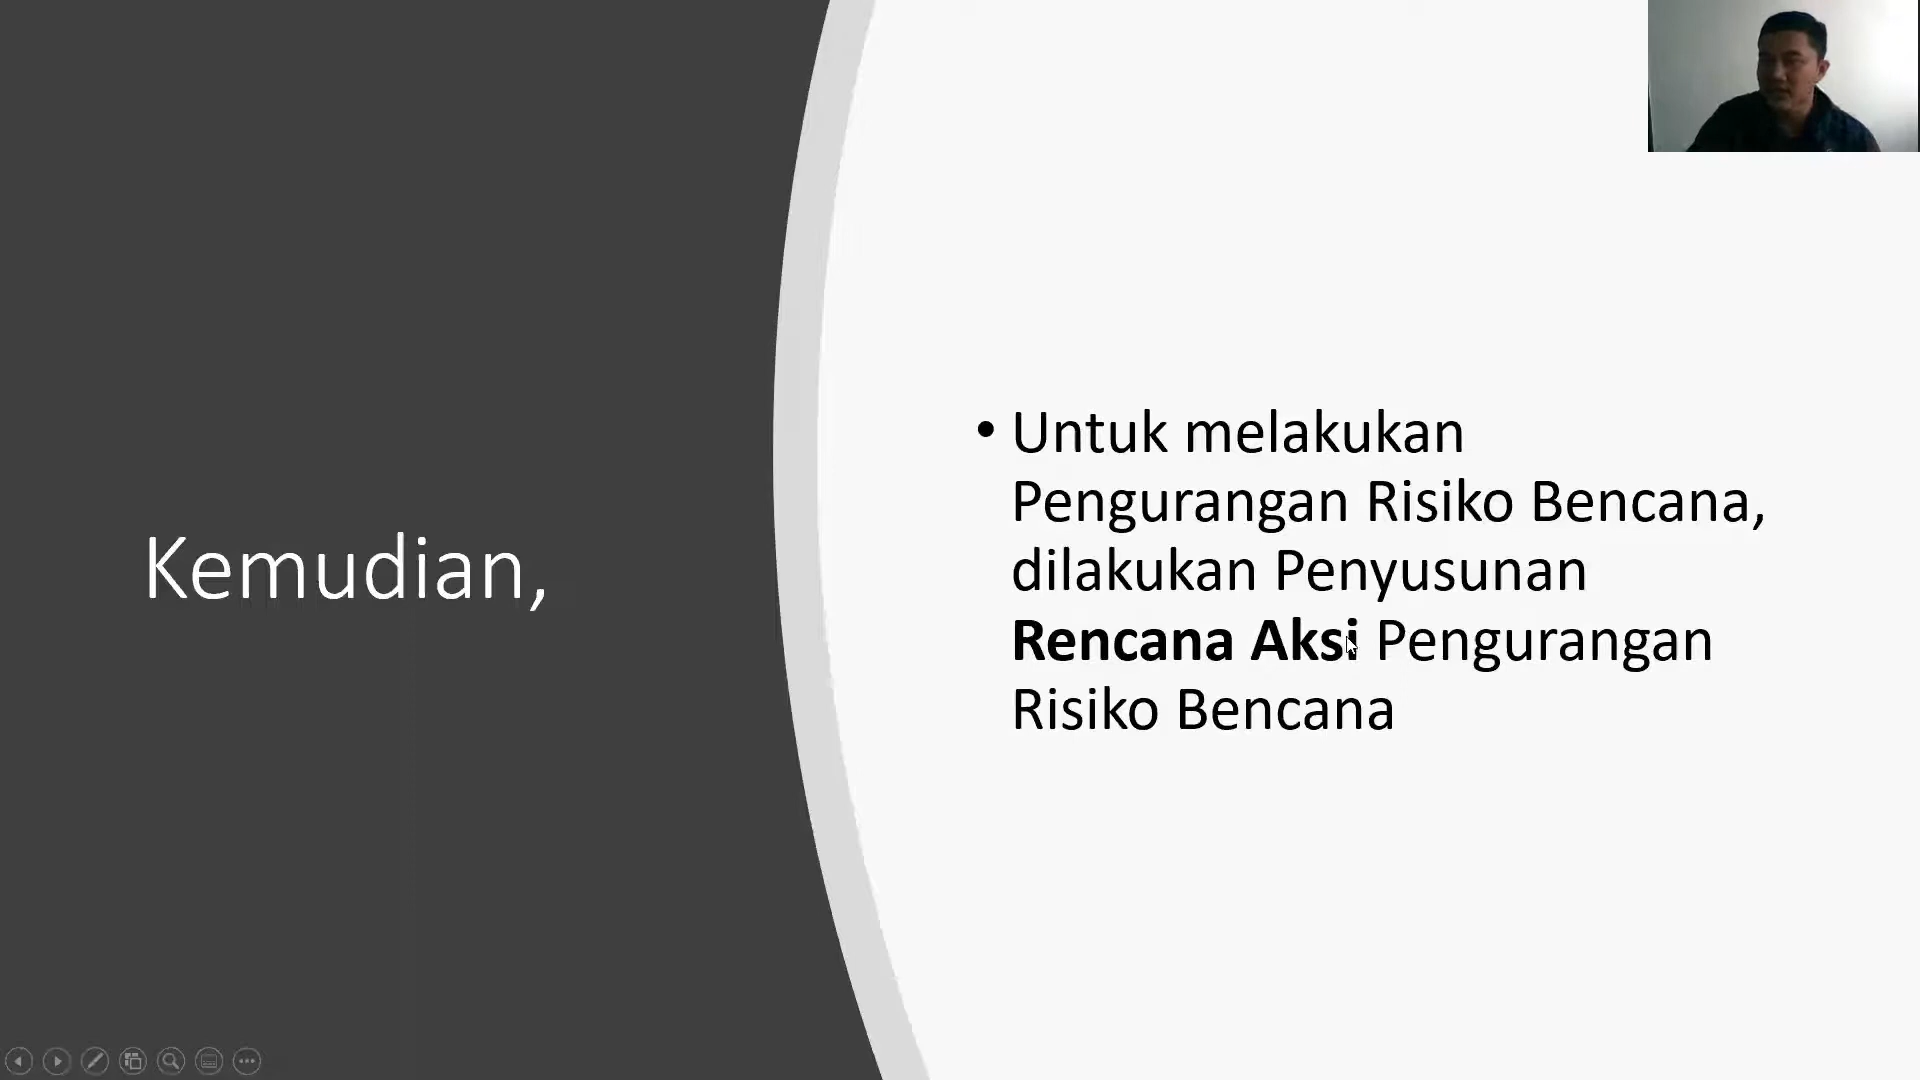 Kemudian,
• Untuk melakukan
Pengurangan Risiko Bencana,
dilakukan Penyusunan
Rencana Aksi Pengurangan
Risiko Bencana